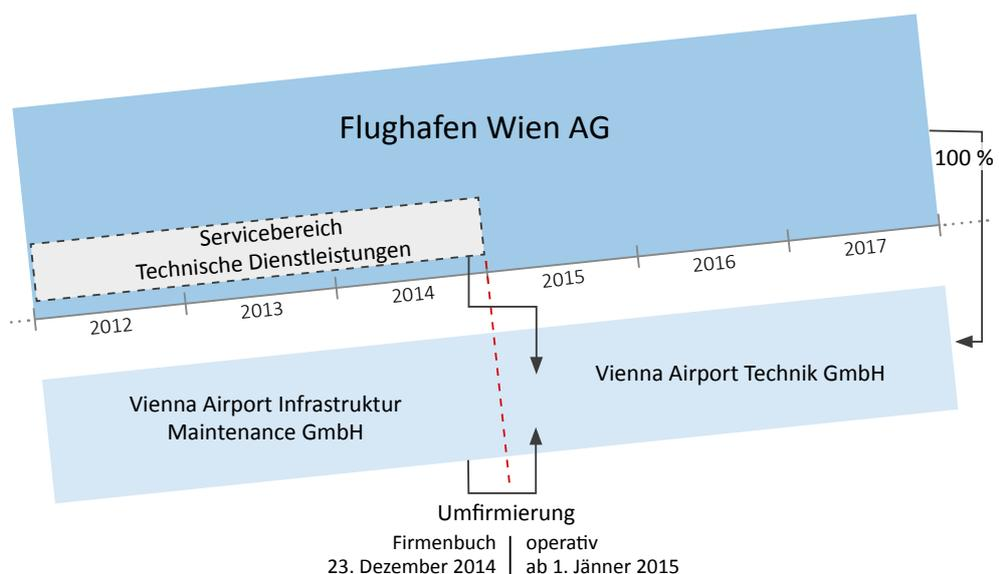 Flughafen Wien AG
100 %
Servicebereich
Technische Dienstleistungen
2012
2013
2014
2015
2016
2017
Vienna Airport Infrastruktur
Maintenance GmbH
Vienna Airport Technik GmbH
Umfirmierung
Firmenbuch
23. Dezember 2014
operativ
ab 1. Jänner 2015